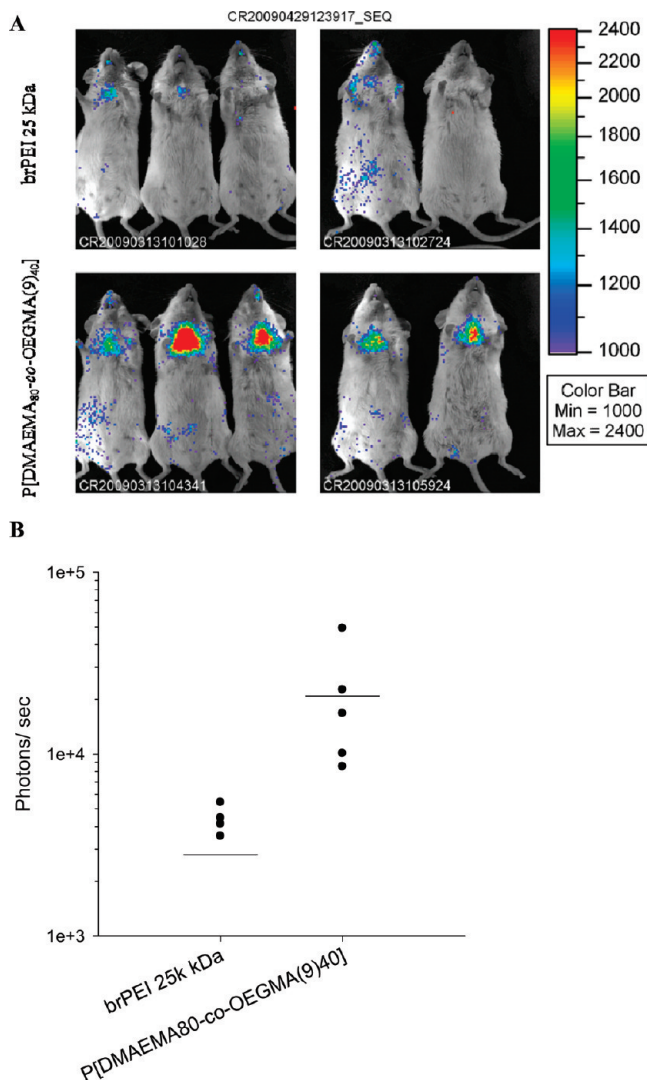 A
CR20090429123917_SEQ
brPEI 25 kDa
CR20090313101028
CR20090313102724
P[DMAEMA80-co-OEGMA(9)40]
CR20090313104341
CR20090313105924
2400
2200
2000
1800
1600
1400
1200
1000
Color Bar
Min = 1000
Max = 2400
B
Photons/ sec
1e+5
1e+4
1e+3
brPEI 25k kDa
P[DMAEMA80-co-OEGMA(9)40]